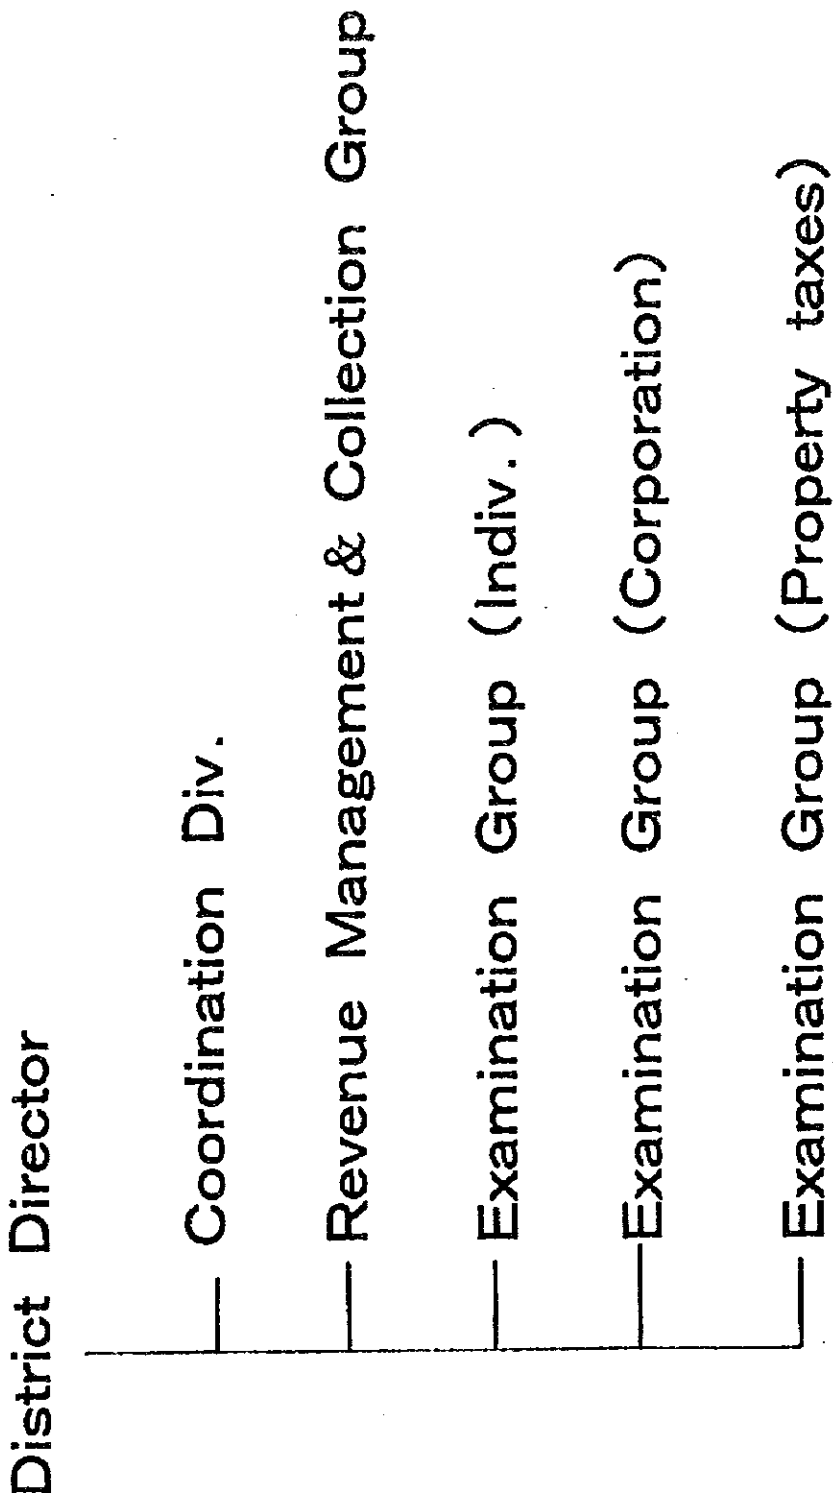 District Director
Coordination Div.
Revenue Management & Collection Group
Examination Group (Indiv.)
Examination Group (Corporation)
Examination Group (Property taxes)